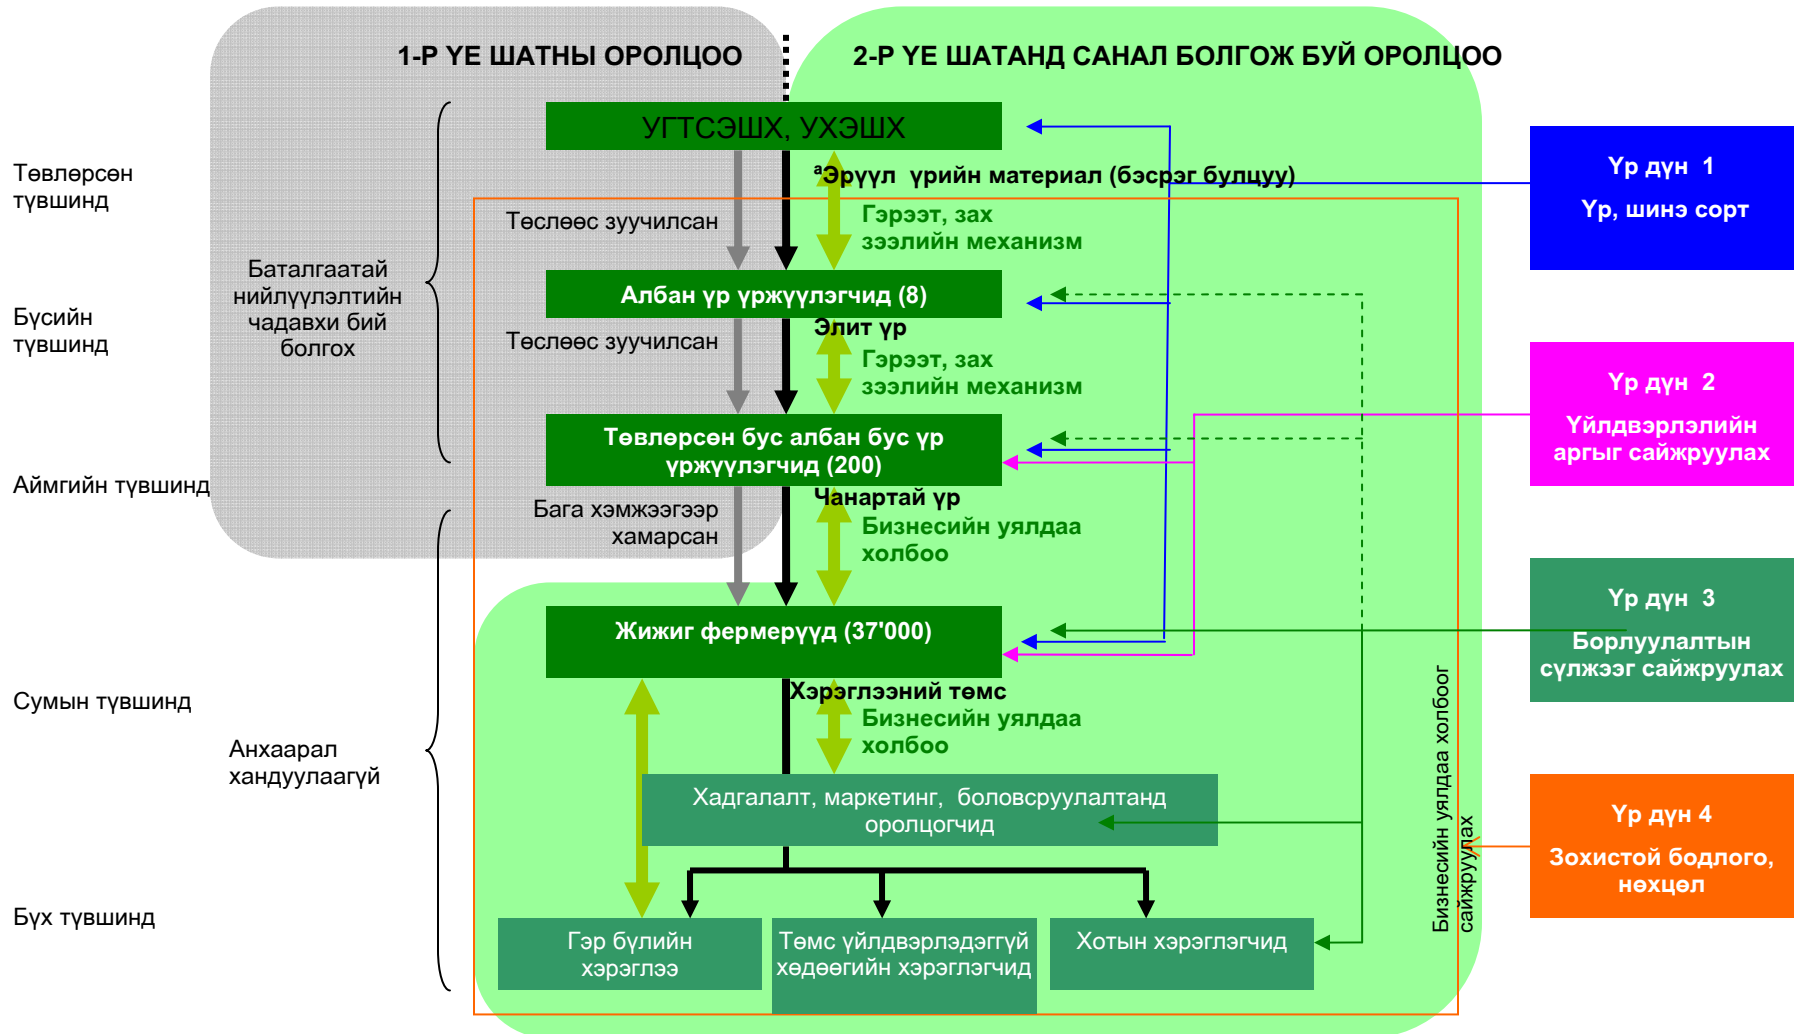 1-Р ҮЕ ШАТНЫ ОРОЛЦОО
2-Р ҮЕ ШАТАНД САНАЛ БОЛГОЖ БУЙ ОРОЛЦОО
УГТСЭШХ, УХЭШХ
Төвлөрсөн
түвшинд
ªЭрүүл үрийн материал (бэсрэг булцуу)
Төслөөс зуучилсан
Гэрээт, зах
зээлийн механизм
Баталгаатай
нийлүүлэлтийн
чадавхи бий
болгох
Албан үр үржүүлэгчид (8)
Бүсийн
түвшинд
Элит үр
Төслөөс зуучилсан
Гэрээт, зах
зээлийн механизм
Төвлөрсөн бус албан бус үр
үржүүлэгчид (200)
Аймгийн түвшинд
Чанартай үр
Бага хэмжээгээр
хамарсан
Бизнесийн уялдаа
холбоо
Жижиг фермерүүд (37'000)
Сумын түвшинд
Хэрэглээний төмс
Бизнесийн уялдаа
холбоо
Анхаарал
хандуулаагүй
Хадгалалт, маркетинг, боловсруулалтанд
оролцогчид
Бүх түвшинд
Гэр бүлийн
хэрэглээ
Төмс үйлдвэрлэдэггүй
хөдөөгийн хэрэглэгчид
Хотын хэрэглэгчид
Бизнесийн уялдаа холбоог
сайжруулах
Үр дүн 1
Үр, шинэ сорт
Үр дүн 2
Үйлдвэрлэлийн
аргыг сайжруулах
Үр дүн 3
Борлуулалтын
сүлжээг сайжруулах
Үр дүн 4
Зохистой бодлого,
нөхцөл